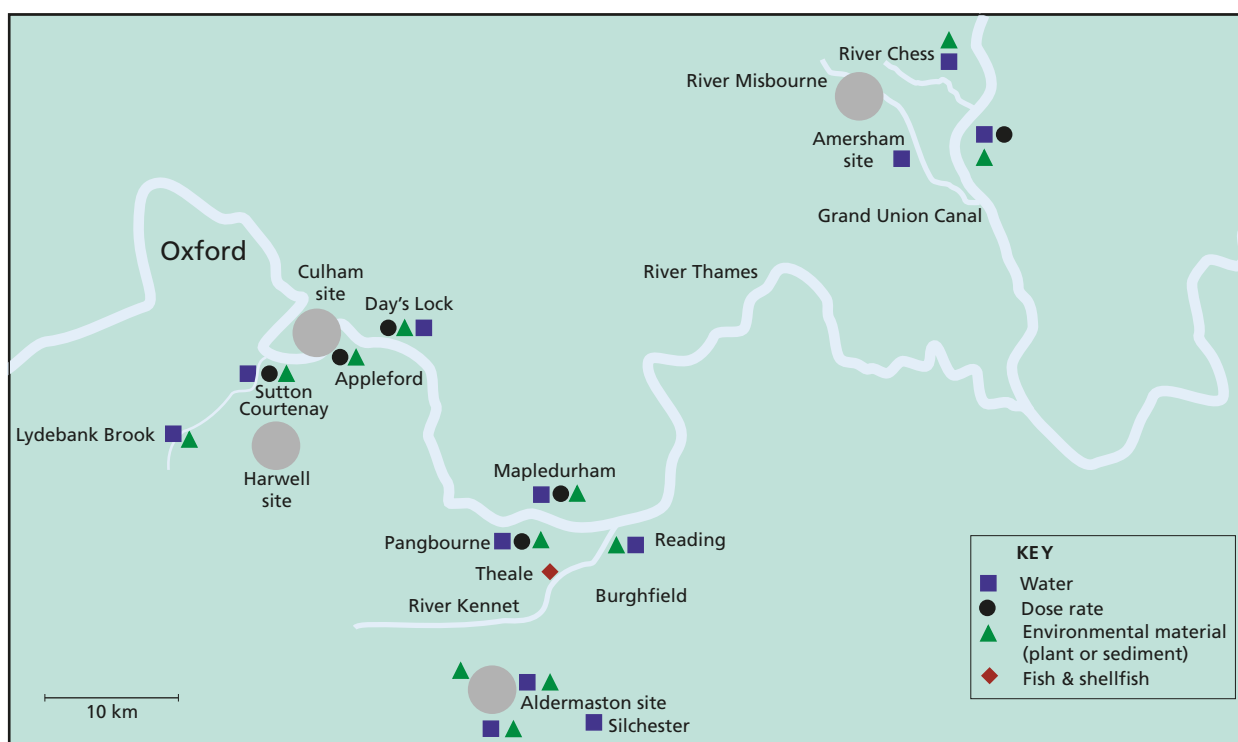 River Chess
River Misbourne
Amersham
site
Grand Union Canal
Oxford
Culham
site
River Thames
Day's Lock
Appleford
Sutton
Courtenay
Lydebank Brook
Harwell
site
Mapledurham
Pangbourne
Reading
Theale
Burghfield
River Kennet
Aldermaston site
Silchester
10 km
KEY
Water
Dose rate
Environmental material
(plant or sediment)
Fish & shellfish